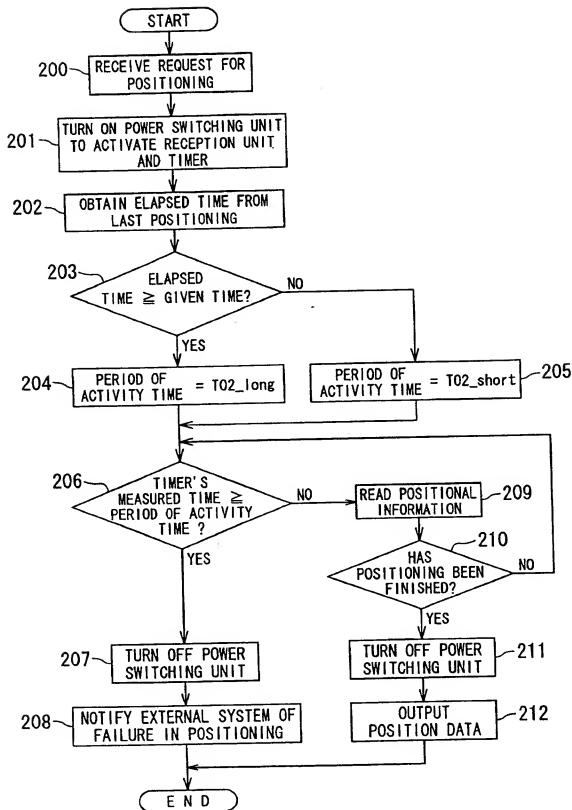 START
200
RECEIVE REQUEST FOR
POSITIONING
201
TURN ON POWER SWITCHING UNIT
TO ACTIVATE RECEPTION UNIT
AND TIMER
202
OBTAIN ELAPSED TIME FROM
LAST POSITIONING
203
ELAPSED
TIME ≧ GIVEN TIME?
NO
YES
204
PERIOD OF
ACTIVITY TIME = T02_long
PERIOD OF
ACTIVITY TIME = T02_short
205
206
TIMER'S
MEASURED TIME ≧
PERIOD OF ACTIVITY
TIME ?
NO
YES
READ POSITIONAL
INFORMATION
209
210
HAS
POSITIONING BEEN
FINISHED?
NO
YES
207
TURN OFF POWER
SWITCHING UNIT
TURN OFF POWER
SWITCHING UNIT
211
208
NOTIFY EXTERNAL SYSTEM OF
FAILURE IN POSITIONING
OUTPUT
POSITION DATA
212
E N D